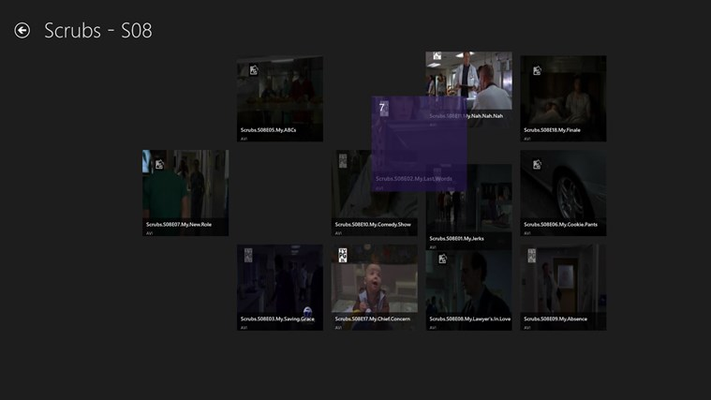 Scrubs - S08
Scrubs.S08E05.My.ABCs
AVI
7
My.Nah.Nah.Nah
Scrubs.S08E18.My.Finale
AVI
Scrubs.S08E02.My.Last.Words
AVI
Scrubs.S08E07.My.New.Role
AVI
Scrubs.S08E10.My.Comedy.Show
AVI
Scrubs.S08E01.My.Jerks
AVI
Scrubs.S08E06.My.Cookie.Pants
AVI
Scrubs.S08E03.My.Saving.Grace
AVI
Scrubs.S08E17.My.Chief.Concern
AVI
Scrubs.S08E08.My.Lawyer's.In.Love
AVI
Scrubs.S08E09.My.Absence
AVI